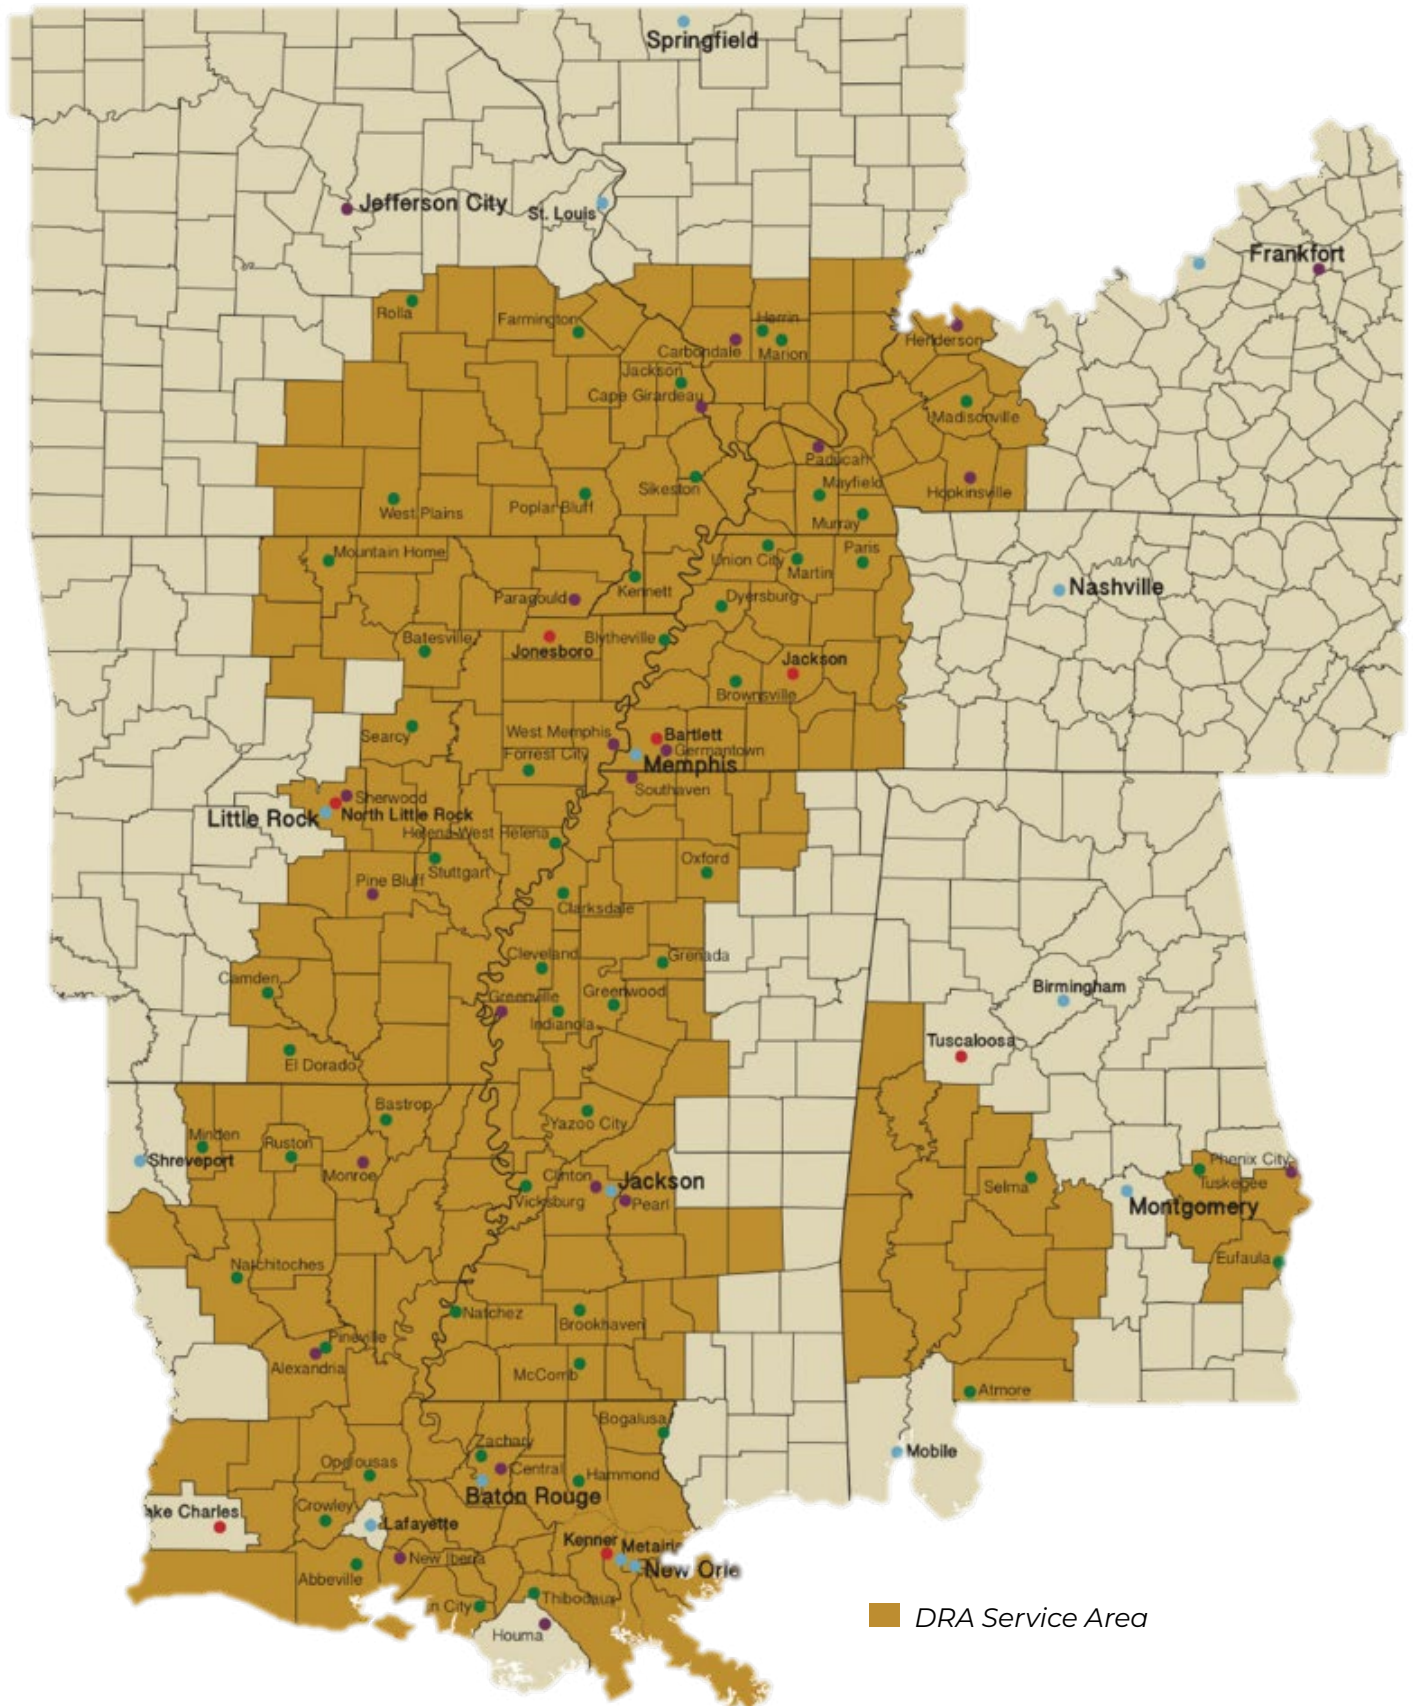 Springfield
Jefferson City
St. Louis
Frankfort
Rolla
Farmington
Herrin
Henderson
Carbondale
Marion
Jackson
Cape Girardeau
Madisonville
Paducah
Mayfield
Sikeston
Hopkinsville
West Plains
Poplar Bluff
Murray
Mountain Home
Paris
Union City
Martin
Nashville
Kennett
Paragould
Dyersburg
Batesville
Blytheville
Jonesboro
Jackson
Brownsville
Searcy
West Memphis
Bartlett
Germantown
Forrest City
Memphis
Southaven
Sherwood
Little Rock
North Little Rock
Helena-West Helena
Oxford
Stuttgart
Pine Bluff
Clarksdale
Cleveland
Grenada
Camden
Birmingham
Greenville
Greenwood
Indianola
Tuscaloosa
El Dorado
Bastrop
Yazoo City
Minden
Ruston
Shreveport
Phenix City
Monroe
Clinton
Jackson
Selma
Tuskegee
Vicksburg
Pearl
Montgomery
Natchitoches
Eufaula
Natchez
Brookhaven
Pineville
Alexandria
McComb
Atmore
Bogalusa
Zachary
Mobile
Opelousas
Central
Hammond
Baton Rouge
Crowley
ake Charles
Lafayette
Kenner
Metairi
New Iberia
New Orle
Abbeville
Thibodaux
n City
DRA Service Area
Houma